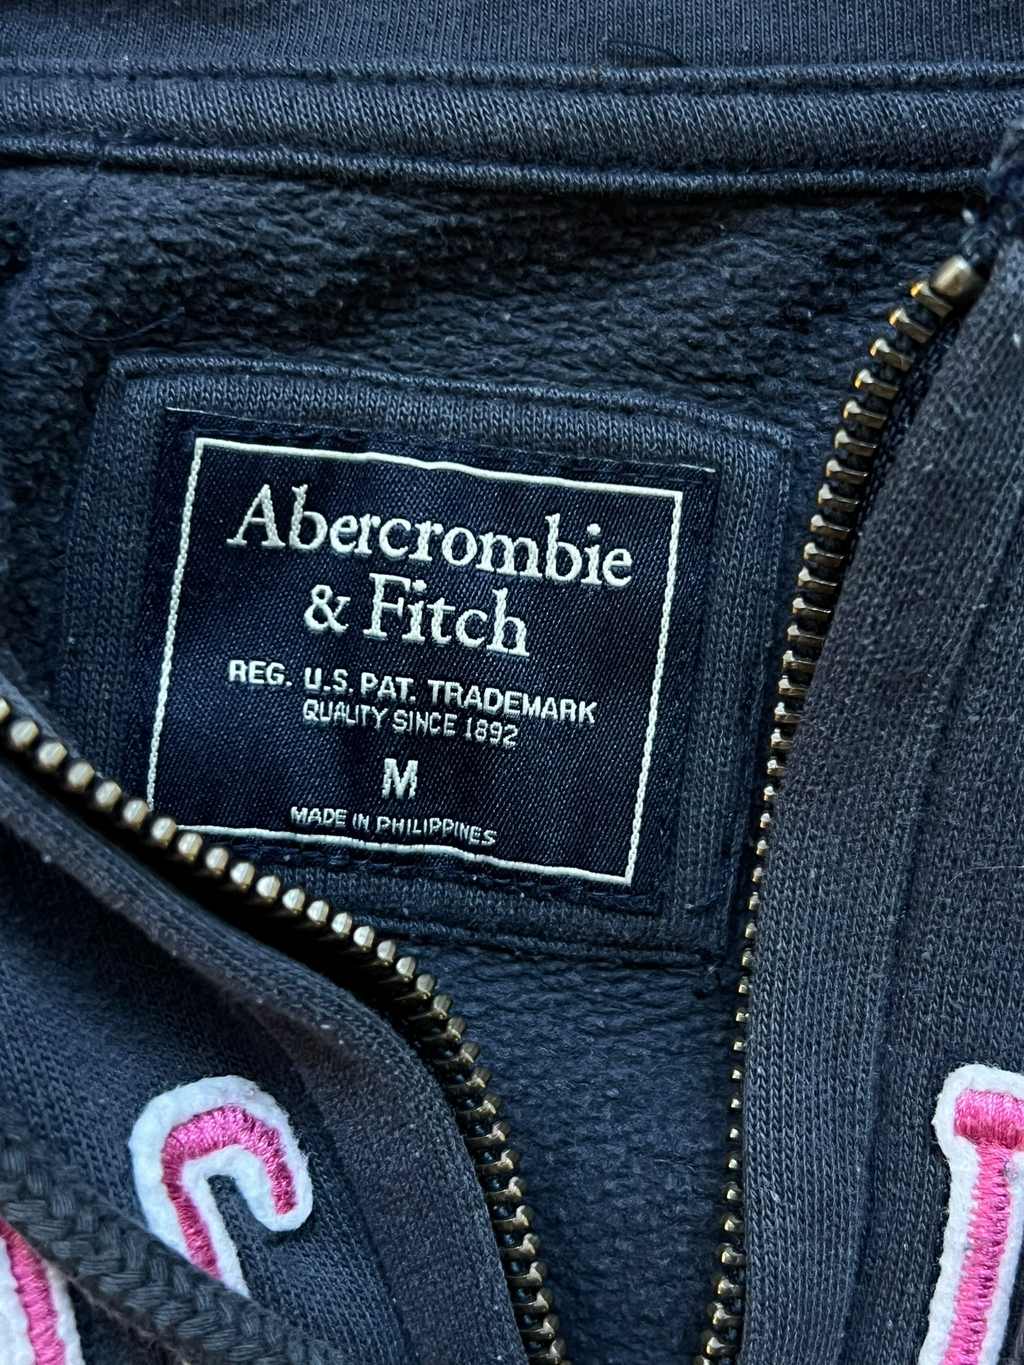 Abercrombie
& Fitch
REG. U.S. PAT. TRADEMARK
QUALITY SINCE 1892
M
MADE IN PHILIPPINES